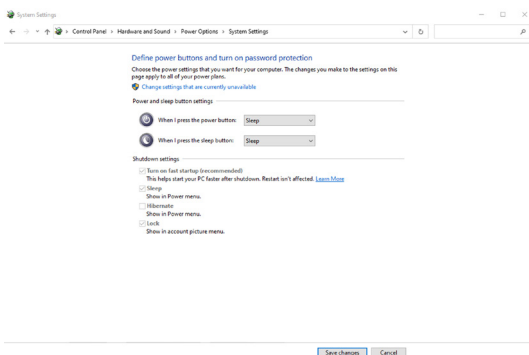 System Settings
Control Panel > Hardware and Sound > Power Options > System Settings
Define power buttons and turn on password protection
Choose the power settings that you want for your computer. The changes you make to the settings on this
page apply to all of your power plans.
Change settings that are currently unavailable
Power and sleep button settings
When I press the power button: Sleep
When I press the sleep button: Sleep
Shutdown settings
Turn on fast startup (recommended)
This helps start your PC faster after shutdown. Restart isn't affected. Learn More
Sleep
Show in Power menu.
Hibernate
Show in Power menu.
Lock
Show in account picture menu.
Save changes Cancel